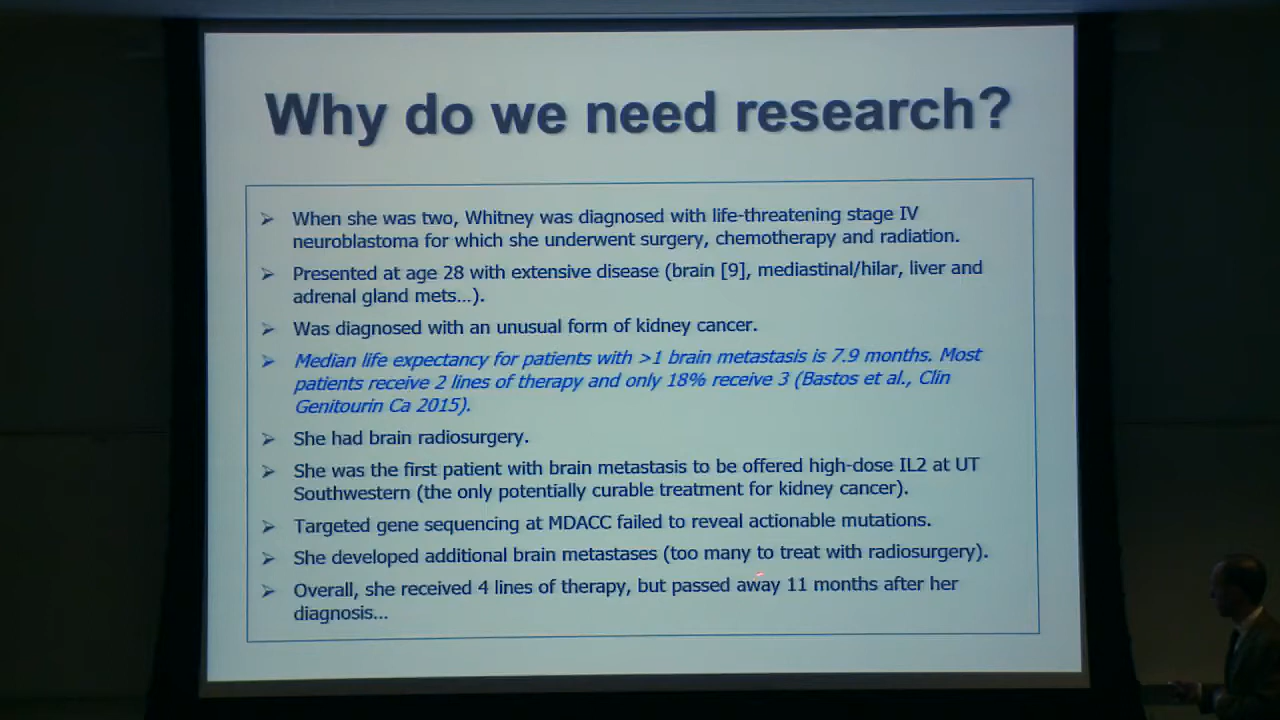 Why do we need research?
➢ When she was two, Whitney was diagnosed with life-threatening stage IV
neuroblastoma for which she underwent surgery, chemotherapy and radiation.
➢ Presented at age 28 with extensive disease (brain [9], mediastinal/hilar, liver and
adrenal gland mets...).
➢ Was diagnosed with an unusual form of kidney cancer.
➢ Median life expectancy for patients with >1 brain metastasis is 7.9 months. Most
patients receive 2 lines of therapy and only 18% receive 3 (Bastos et al., Clin
Genitourin Ca 2015).
➢ She had brain radiosurgery.
➢ She was the first patient with brain metastasis to be offered high-dose IL2 at UT
Southwestern (the only potentially curable treatment for kidney cancer).
➢ Targeted gene sequencing at MDACC failed to reveal actionable mutations.
➢ She developed additional brain metastases (too many to treat with radiosurgery).
➢ Overall, she received 4 lines of therapy, but passed away 11 months after her
diagnosis...